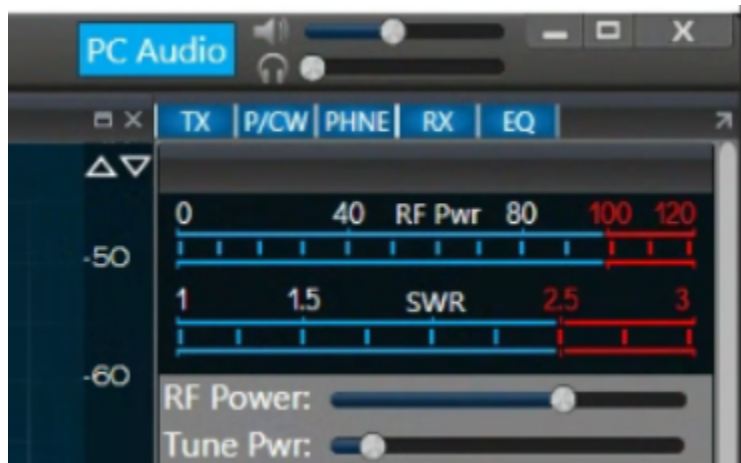 PC Audio
X
TX P/CW PHNE RX EQ
0 40 RF Pwr 80 100 120
-50
1 1.5 SWR 2.5 3
-60
RF Power:
Tune Pwr: